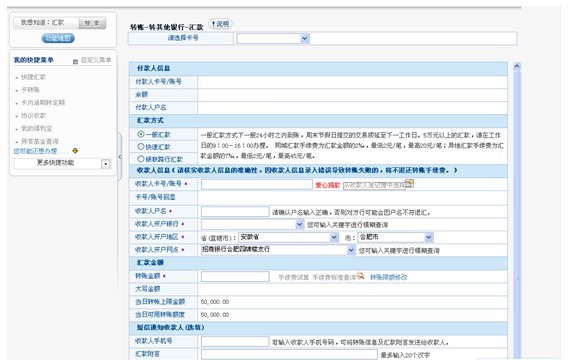 我想知道：汇款
搜索
功能地图
我的快捷菜单
自定义菜单
快捷汇款
卡转账
卡内活期转定期
协议收款
我的福利宝
持有基金查询
您可能还想办理
更多快捷功能
转账-转其他银行-汇款
说明
请选择卡号
付款人信息
付款人卡号/账号
余额
付款人户名
汇款方式
一般汇款
快速汇款
银联跨行汇款
一般汇款方式下一般24小时之内到账，周末节假日提交的交易顺延至下一工作日。5万元以上的汇款，请在工作
日的9：00-16：00办理。 同城汇款手续费为汇款金额的2‰，最低2元/笔，最高20元/笔；异地汇款手续费为汇
款金额的7‰，最低2元/笔，最高45元/笔。
收款人信息（请核实收款人信息的准确性，因收款人信息录入错误导致转账失败的，将不退还转账手续费。）
收款人卡号/账号 *
爱心捐款 从收款人登记簿中选择
卡号/账号回显
收款人户名 *
请确认户名输入正确，否则对方行可能会因户名不符退汇。
收款人开户银行 *
您可输入关键字进行模糊查询
收款人开户地区 *
省(直辖市)： 安徽省
市： 合肥市
收款人开户网点 *
招商银行合肥四牌楼支行
您可输入关键字进行模糊查询
汇款金额
转账金额 *
手续费试算 手续费标准查询
转账限额修改
大写金额
当日转帐上限金额 50,000.00
当日可用转账额度 50,000.00
短信通知收款人(选填)
收款人手机号
若输入收款人手机号码，可将转账信息及汇款附言发送给收款人。
汇款附言
最多输入20个汉字